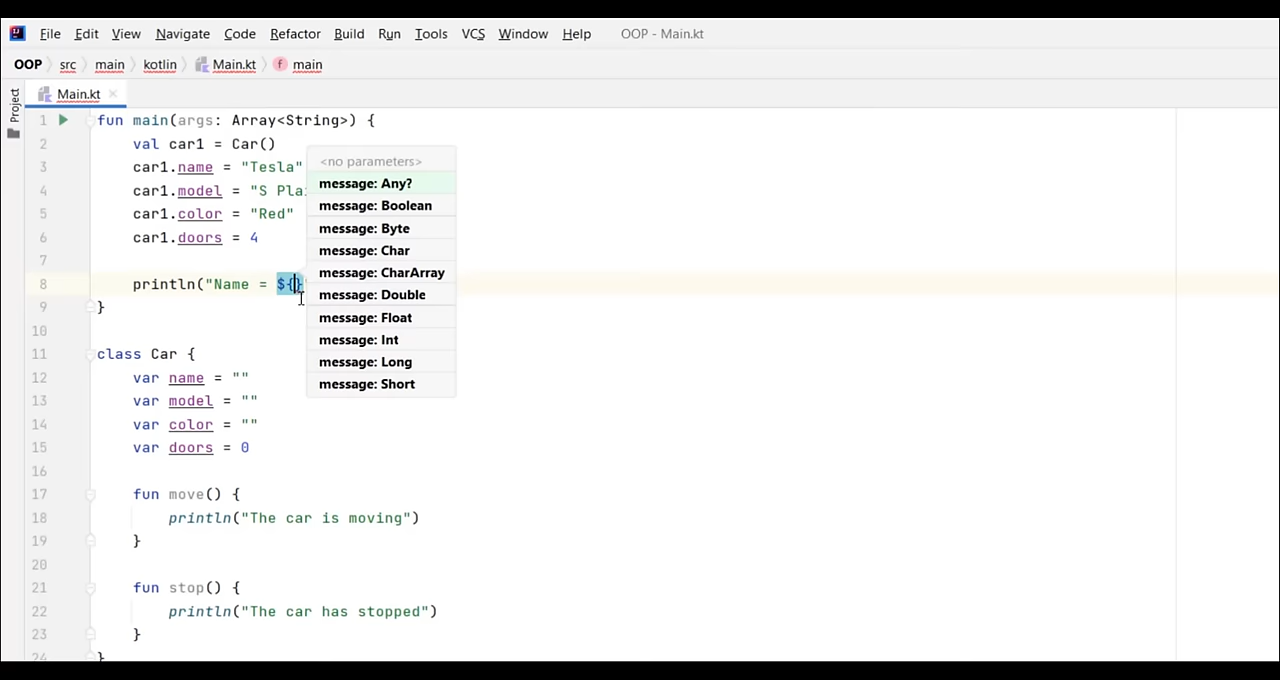 File Edit View Navigate Code Refactor Build Run Tools VCS Window Help OOP - Main.kt
OOP src main kotlin Main.kt f main
Project
Main.kt
1 fun main(args: Array<String>) {
2 val car1 = Car()
3 car1.name = "Tesla"
4 car1.model = "S
5 car1.color = "Red"
6 car1.doors = 4
7
8 println("Name = ${}
9 }
10
11 class Car {
12 var name = ""
13 var model = ""
14 var color = ""
15 var doors = 0
16
17 fun move() {
18 println("The car is moving")
19 }
20
21 fun stop() {
22 println("The car has stopped")
23 }
24 }
<no parameters>
message: Any?
message: Boolean
message: Byte
message: Char
message: CharArray
message: Double
message: Float
message: Int
message: Long
message: Short